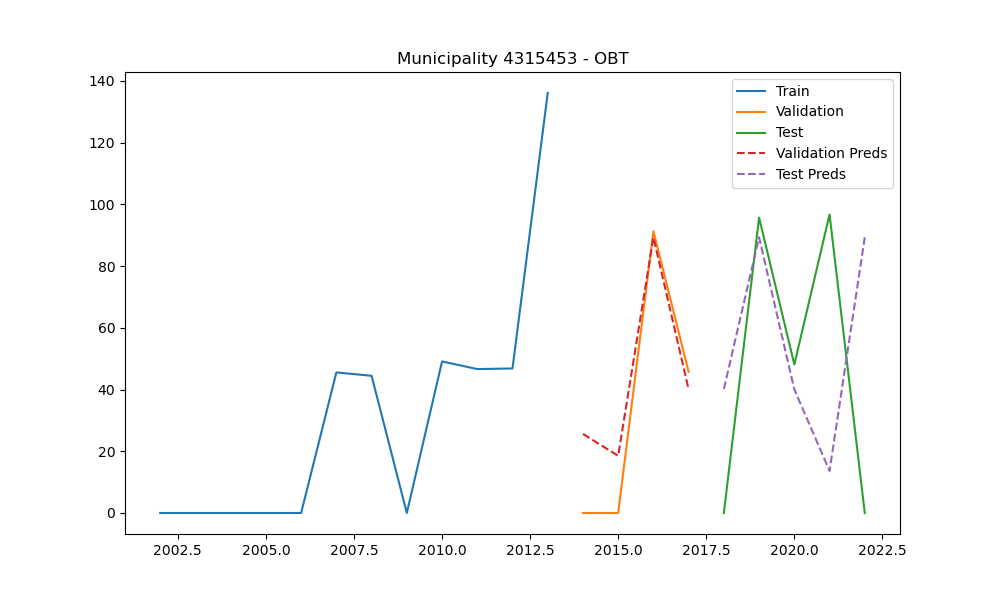 Municipality 4315453 - OBT
140
120
100
80
60
40
20
0
Train
Validation
Test
Validation Preds
Test Preds
2002.5 2005.0 2007.5 2010.0 2012.5 2015.0 2017.5 2020.0 2022.5